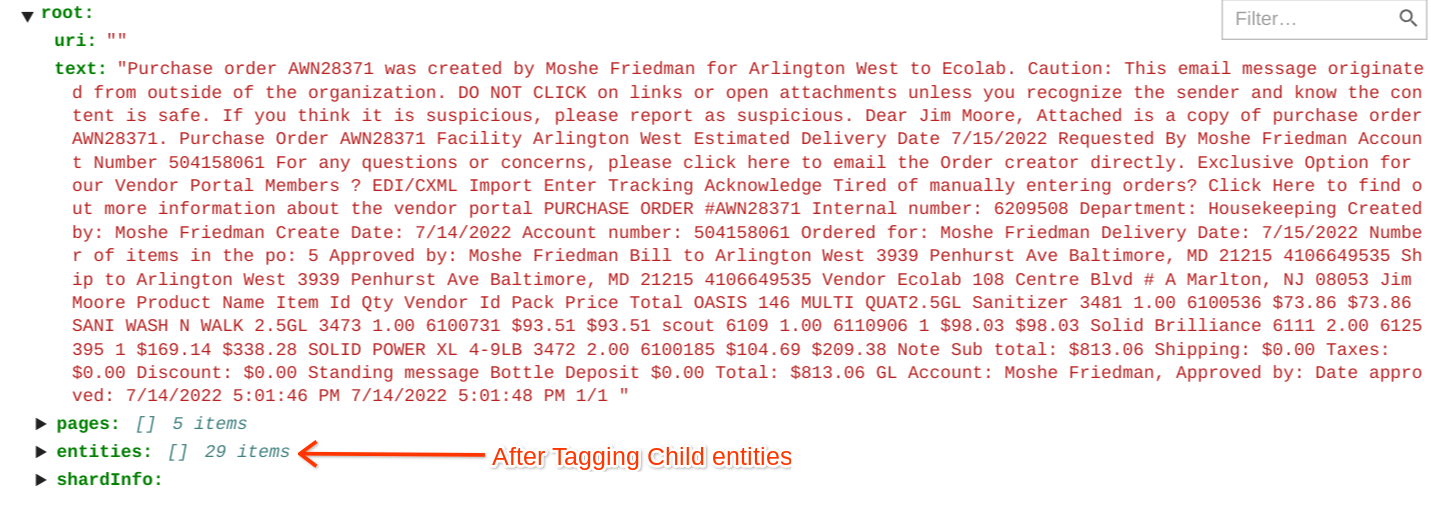 ▼ root:
Filter…
uri: ""
text: "Purchase order AWN28371 was created by Moshe Friedman for Arlington West to Ecolab. Caution: This email message originate
d from outside of the organization. DO NOT CLICK on links or open attachments unless you recognize the sender and know the con
tent is safe. If you think it is suspicious, please report as suspicious. Dear Jim Moore, Attached is a copy of purchase order
AWN28371. Purchase Order AWN28371 Facility Arlington West Estimated Delivery Date 7/15/2022 Requested By Moshe Friedman Accoun
t Number 504158061 For any questions or concerns, please click here to email the Order creator directly. Exclusive Option for
our Vendor Portal Members ? EDI/CXML Import Enter Tracking Acknowledge Tired of manually entering orders? Click Here to find o
ut more information about the vendor portal PURCHASE ORDER #AWN28371 Internal number: 6209508 Department: Housekeeping Created
by: Moshe Friedman Create Date: 7/14/2022 Account number: 504158061 Ordered for: Moshe Friedman Delivery Date: 7/15/2022 Numbe
r of items in the po: 5 Approved by: Moshe Friedman Bill to Arlington West 3939 Penhurst Ave Baltimore, MD 21215 4106649535 Sh
ip to Arlington West 3939 Penhurst Ave Baltimore, MD 21215 4106649535 Vendor Ecolab 108 Centre Blvd # A Marlton, NJ 08053 Jim
Moore Product Name Item Id Qty Vendor Id Pack Price Total OASIS 146 MULTI QUAT2.5GL Sanitizer 3481 1.00 6100536 $73.86 $73.86
SANI WASH N WALK 2.5GL 3473 1.00 6100731 $93.51 $93.51 scout 6109 1.00 6110906 1 $98.03 $98.03 Solid Brilliance 6111 2.00 6125
395 1 $169.14 $338.28 SOLID POWER XL 4-9LB 3472 2.00 6100185 $104.69 $209.38 Note Sub total: $813.06 Shipping: $0.00 Taxes:
$0.00 Discount: $0.00 Standing message Bottle Deposit $0.00 Total: $813.06 GL Account: Moshe Friedman, Approved by: Date appro
ved: 7/14/2022 5:01:46 PM 7/14/2022 5:01:48 PM 1/1 "
▶ pages: [] 5 items
▶ entities: [] 29 items
After Tagging Child entities
▶ shardInfo: